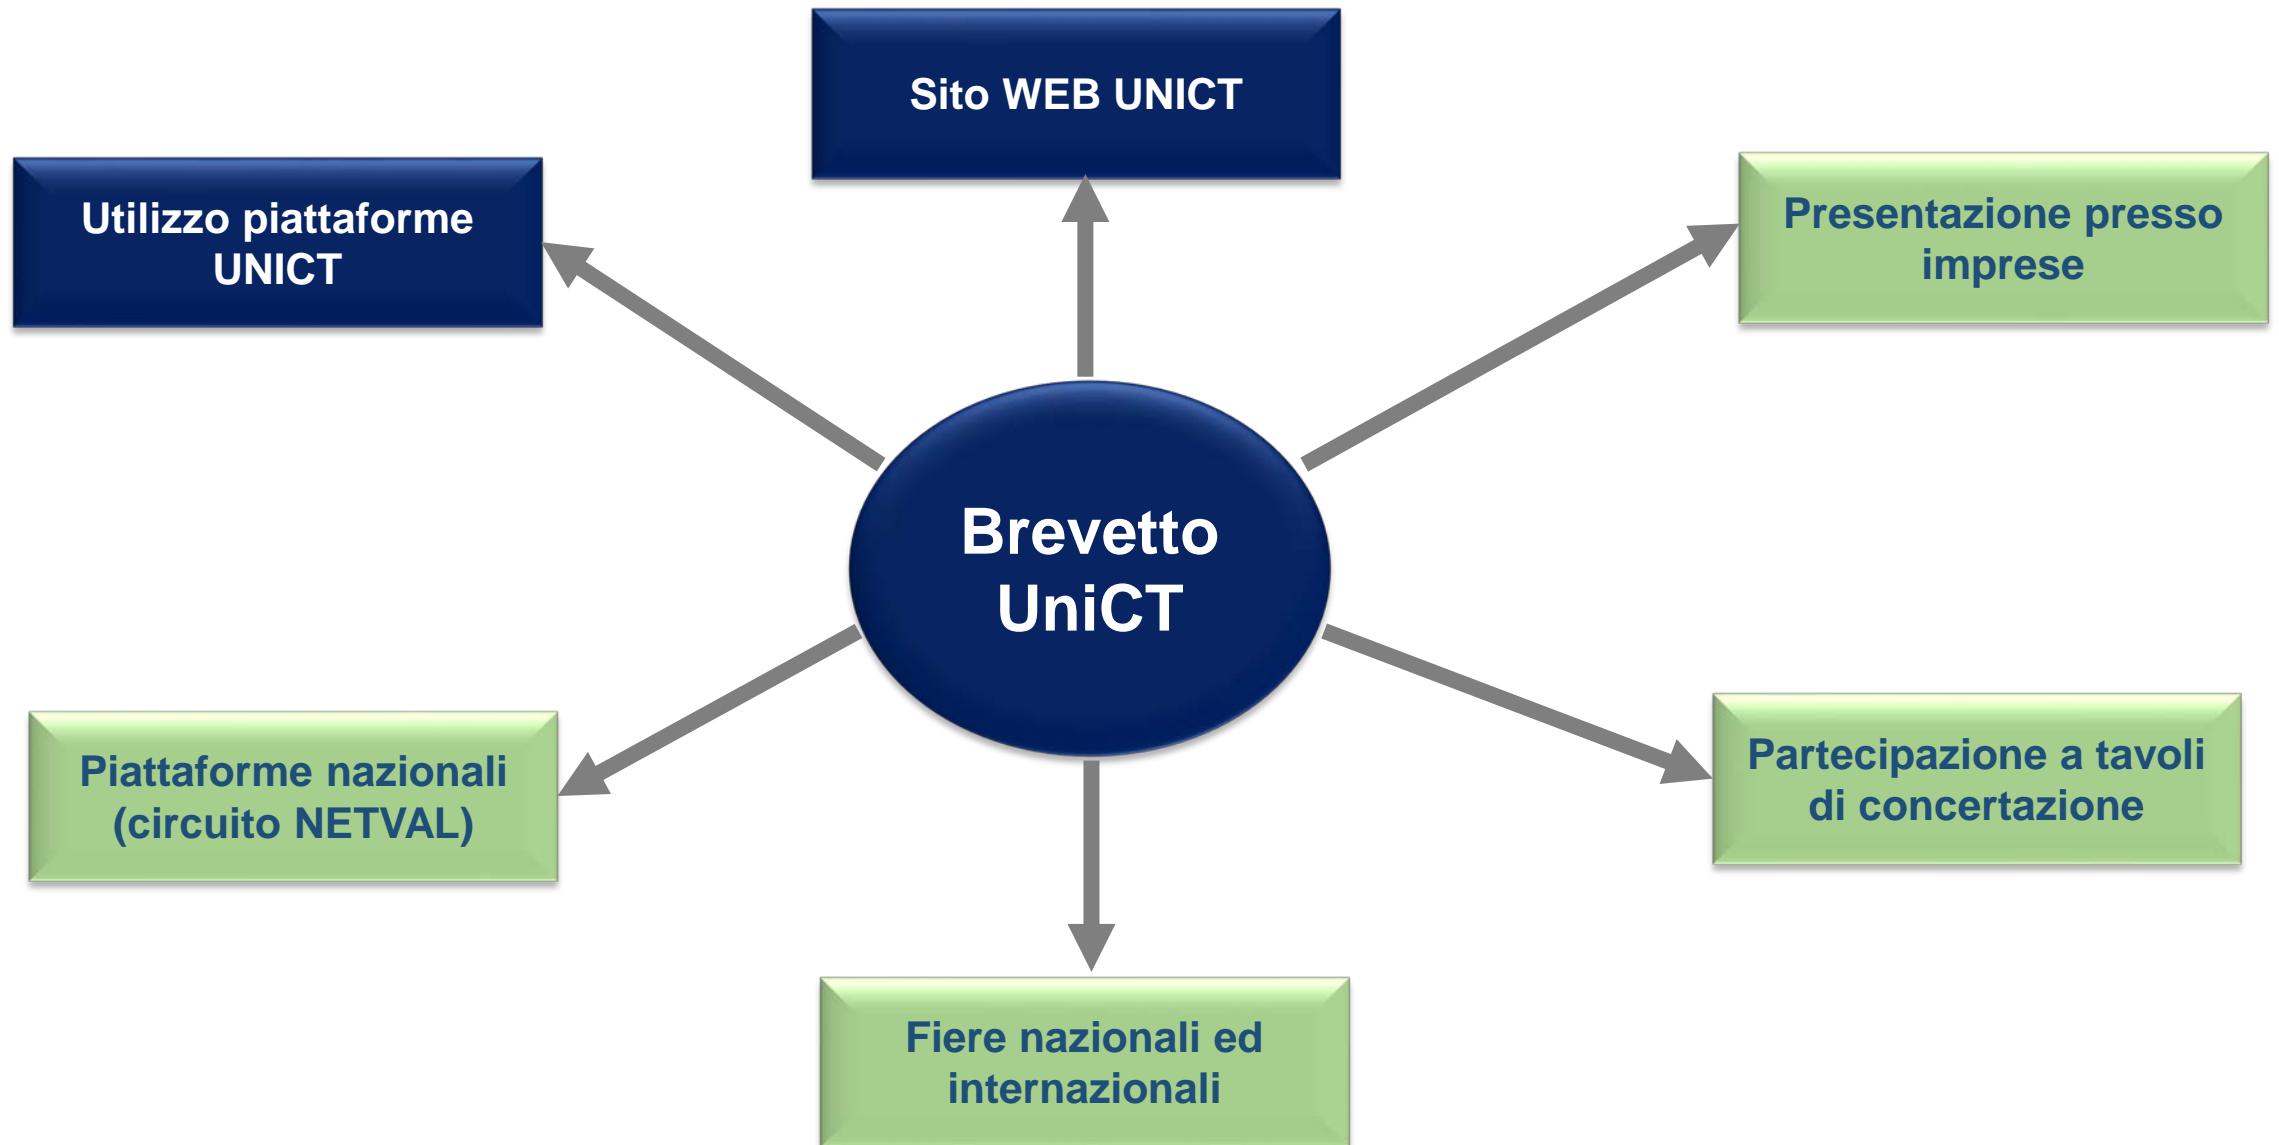 Sito WEB UNICT
Utilizzo piattaforme
UNICT
Presentazione presso
imprese
Brevetto
UniCT
Piattaforme nazionali
(circuito NETVAL)
Partecipazione a tavoli
di concertazione
Fiere nazionali ed
internazionali